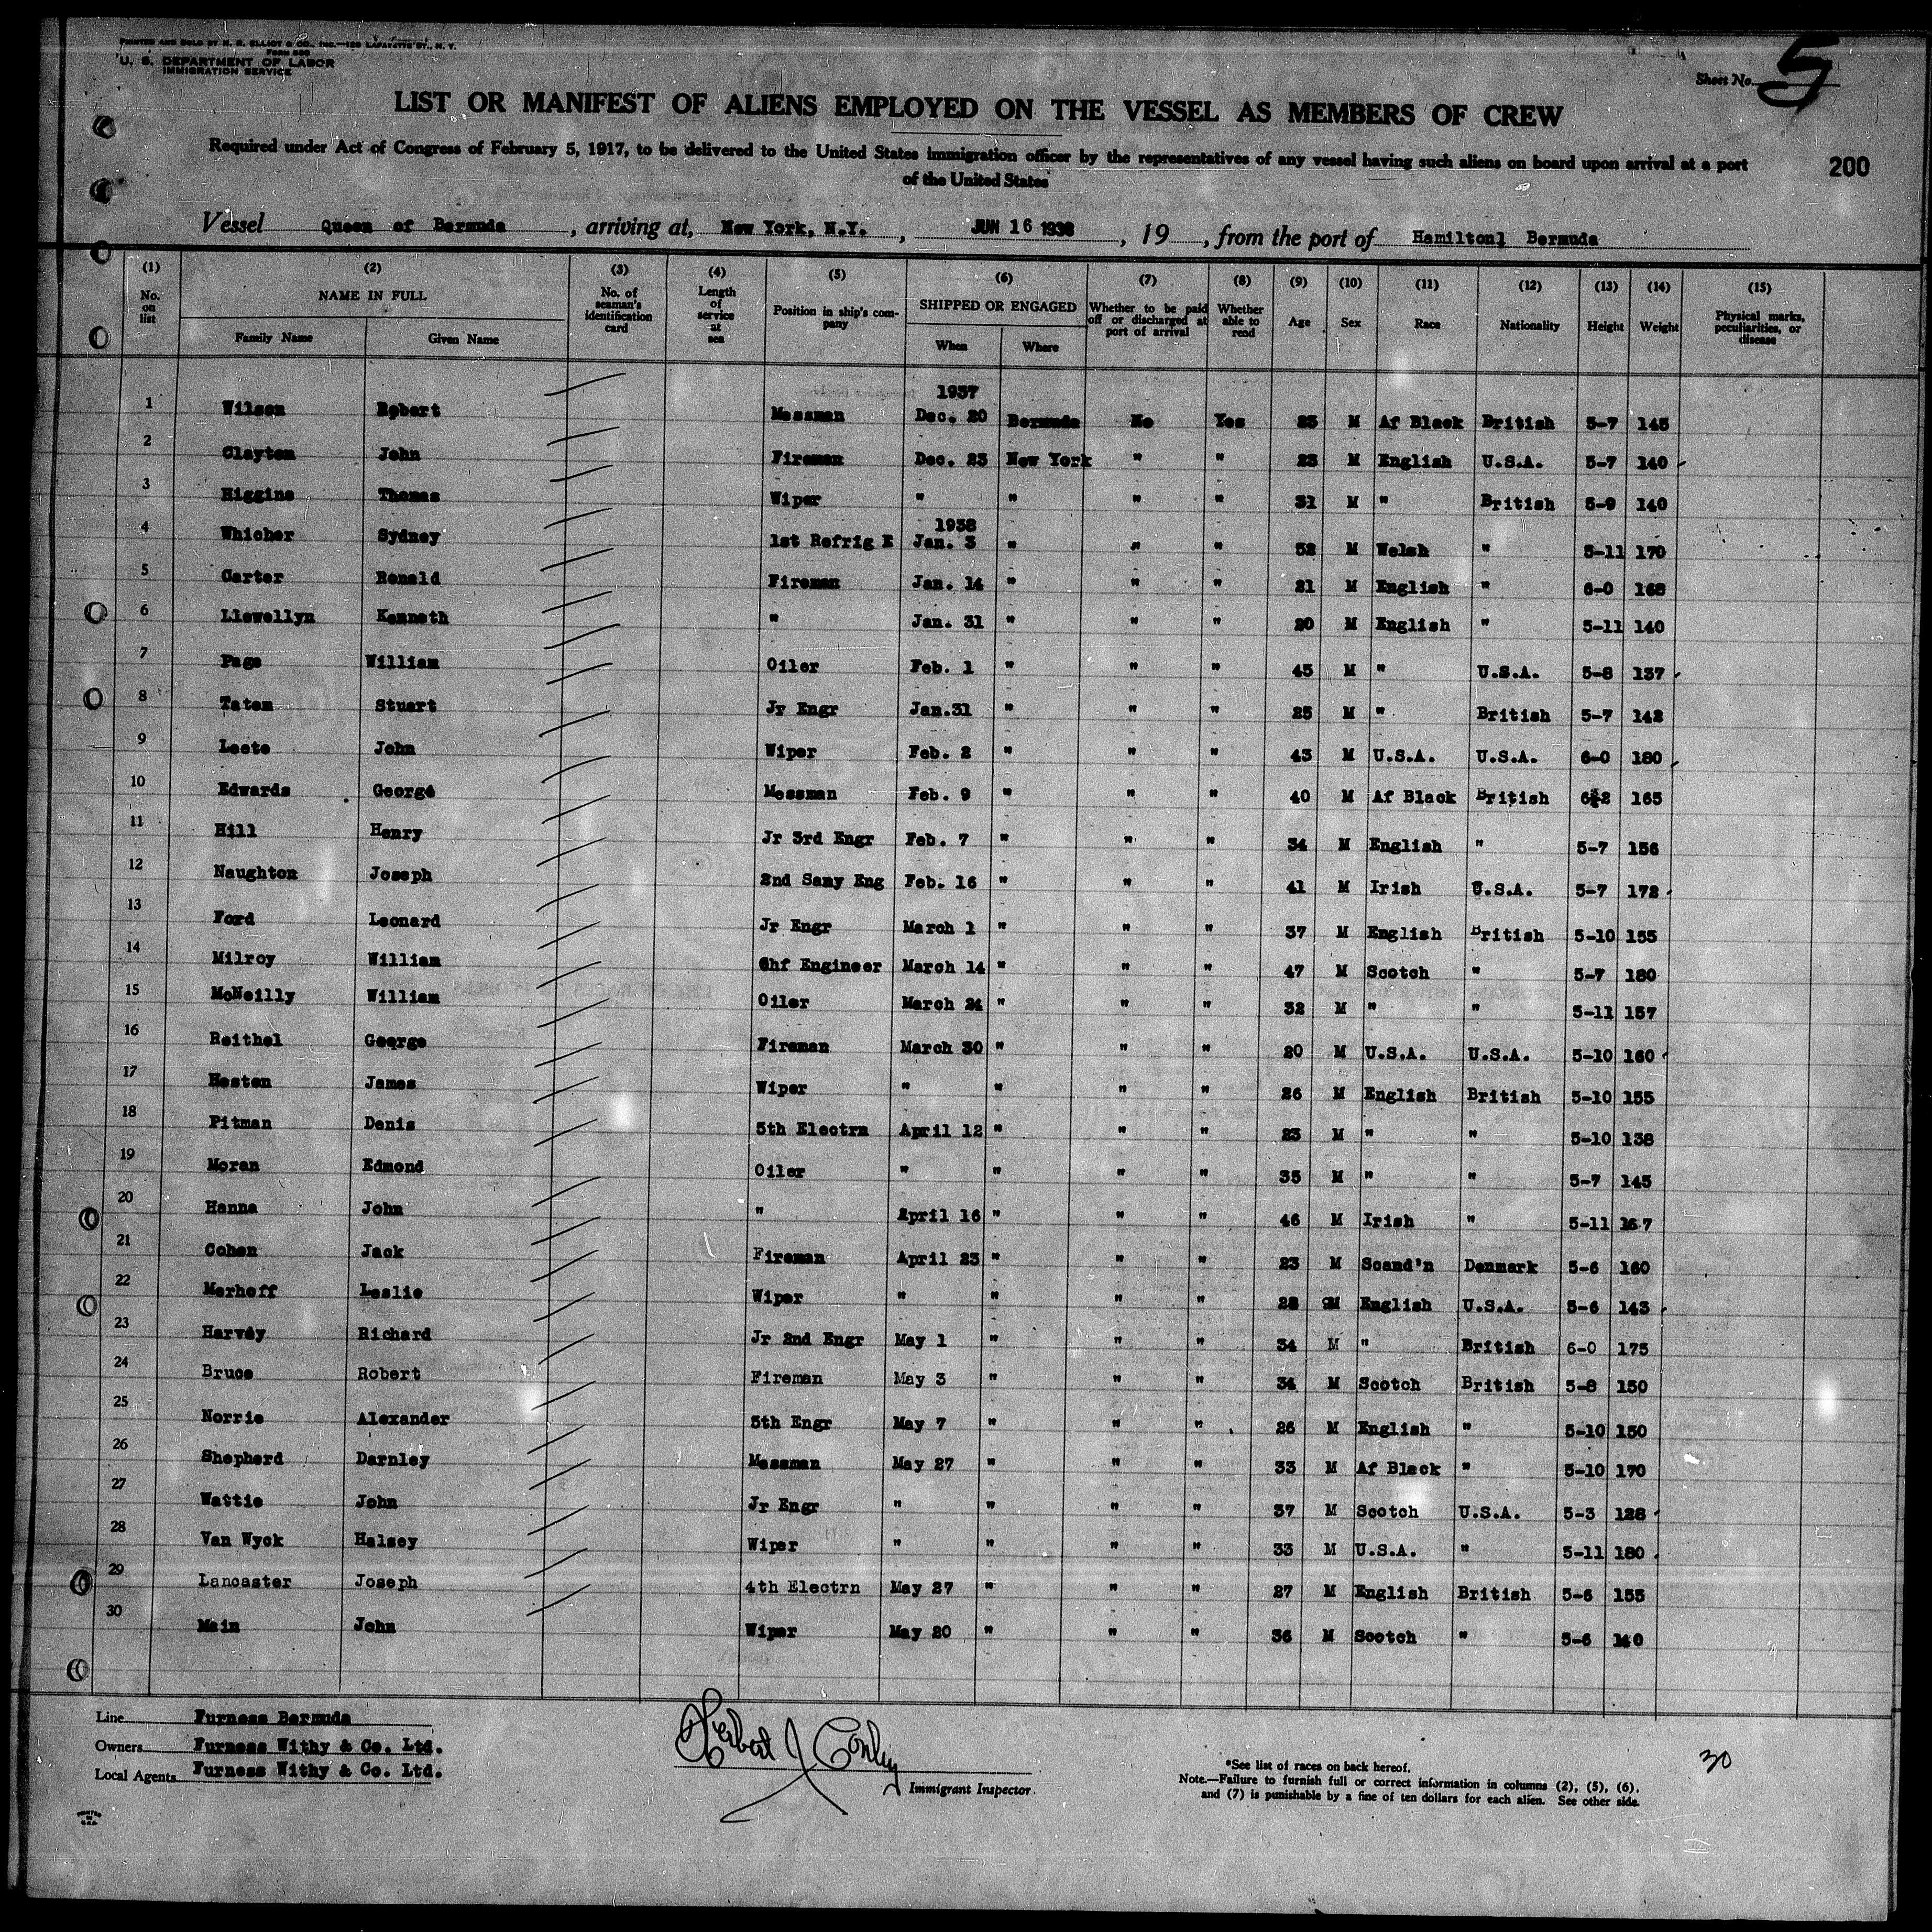 PRINTED AND SOLD BY H. R. ELLIOT & CO., INC.—129 LAFAYETTE ST., N. Y.
U. S. DEPARTMENT OF LABOR
IMMIGRATION SERVICE
Sheet No. 5
LIST OR MANIFEST OF ALIENS EMPLOYED ON THE VESSEL AS MEMBERS OF CREW
Required under Act of Congress of February 5, 1917, to be delivered to the United States immigration officer by the representatives of any vessel having such aliens on board upon arrival at a port
of the United States
200
Vessel Queen of Bermuda, arriving at, New York, N.Y., JUN 16 1938, 19, from the port of Hamilton] Bermuda
(1) (2) (3) (4) (5) (6) (7) (8) (9) (10) (11) (12) (13) (14) (15)
No. on list NAME IN FULL Family Name Given Name No. of seaman's identification card Length of service at sea Position in ship's company SHIPPED OR ENGAGED When Where Whether to be paid off or discharged at port of arrival Whether able to read Age Sex Race Nationality Height Weight Physical marks, peculiarities, or disease
1937
1 Wilson Robert Messman Dec. 20 Bermuda No Yes 23 M Af Black British 5-7 145
2 Clayton John Fireman Dec. 23 New York " " 23 M English U.S.A. 5-7 140
3 Higgins Thomas Wiper " " " " 31 M " British 5-9 140
1938
4 Whicher Sydney 1st Refrig E Jan. 3 " " " 52 M Welsh " 5-11 170
5 Carter Ronald Fireman Jan. 14 " " " 21 M English " 6-0 168
6 Llewellyn Kenneth " Jan. 31 " " " 20 M English " 5-11 140
7 Page William Oiler Feb. 1 " " " 45 M " U.S.A. 5-8 137
8 Tatem Stuart Jr Engr Jan.31 " " " 25 M " British 5-7 142
9 Leete John Wiper Feb. 2 " " " 43 M U.S.A. U.S.A. 6-0 180
10 Edwards George Messman Feb. 9 " " " 40 M Af Black British 6-2 165
11 Hill Henry Jr 3rd Engr Feb. 7 " " " 34 M English " 5-7 156
12 Naughton Joseph 2nd Sany Eng Feb. 16 " " " 41 M Irish U.S.A. 5-7 172
13 Ford Leonard Jr Engr March 1 " " " 37 M English British 5-10 155
14 Milroy William Chf Engineer March 14 " " " 47 M Scotch " 5-7 180
15 McNeilly William Oiler March 24 " " " 32 M " " 5-11 157
16 Reithel George Fireman March 30 " " " 20 M U.S.A. U.S.A. 5-10 160
17 Heston James Wiper " " " " 26 M English British 5-10 155
18 Pitman Denis 5th Electrn April 12 " " " 23 M " " 5-10 138
19 Moran Edmond Oiler " " " " 35 M " " 5-7 145
20 Hanna John " April 16 " " " 46 M Irish " 5-11 167
21 Cohen Jack Fireman April 23 " " " 23 M Scand'n Denmark 5-6 160
22 Merhoff Leslie Wiper " " " " 28 M English U.S.A. 5-6 143
23 Harvey Richard Jr 2nd Engr May 1 " " " 34 M " British 6-0 175
24 Bruce Robert Fireman May 3 " " " 34 M Scotch British 5-8 150
25 Norrie Alexander 5th Engr May 7 " " " 26 M English " 5-10 150
26 Shepherd Darnley Messman May 27 " " " 33 M Af Black " 5-10 170
27 Wattie John Jr Engr " " " " 37 M Scotch U.S.A. 5-3 128
28 Van Wyck Halsey Wiper " " " " 33 M U.S.A. " 5-11 180
29 Lancaster Joseph 4th Electrn May 27 " " " 27 M English British 5-6 155
30 Main John Wiper May 20 " " " 36 M Scotch " 5-6 140
Line Furness Bermuda
Owners Furness Withy & Co. Ltd.
Local Agents Furness Withy & Co. Ltd.
Herbert J Conley
Immigrant Inspector.
*See list of races on back hereof.
Note.—Failure to furnish full or correct information in columns (2), (5), (6),
and (7) is punishable by a fine of ten dollars for each alien. See other side.
30